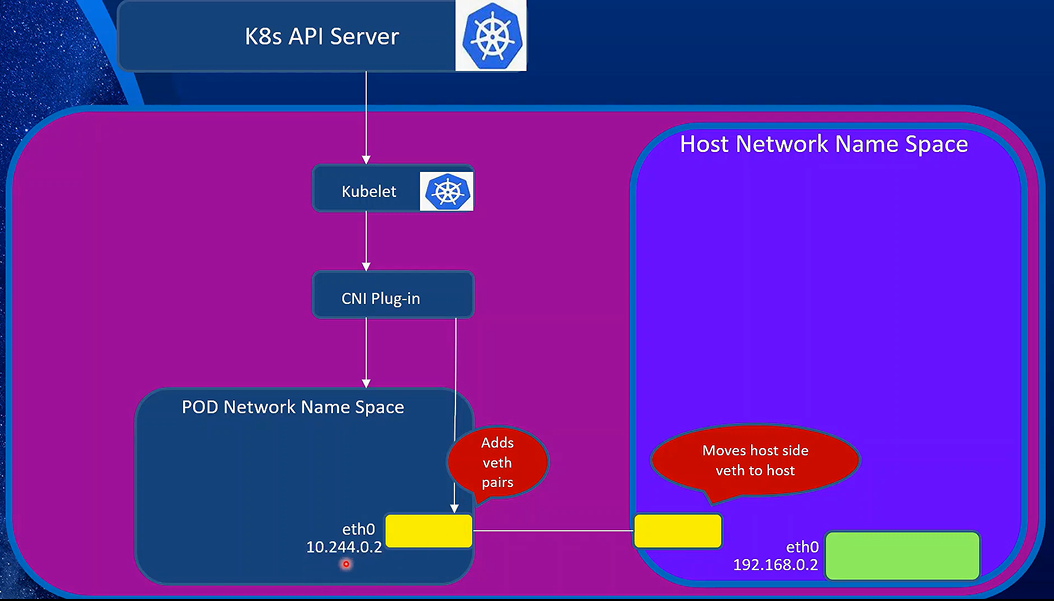 K8s API Server
Host Network Name Space
Kubelet
CNI Plug-in
POD Network Name Space
Adds
veth
pairs
Moves host side
veth to host
eth0
10.244.0.2
eth0
192.168.0.2